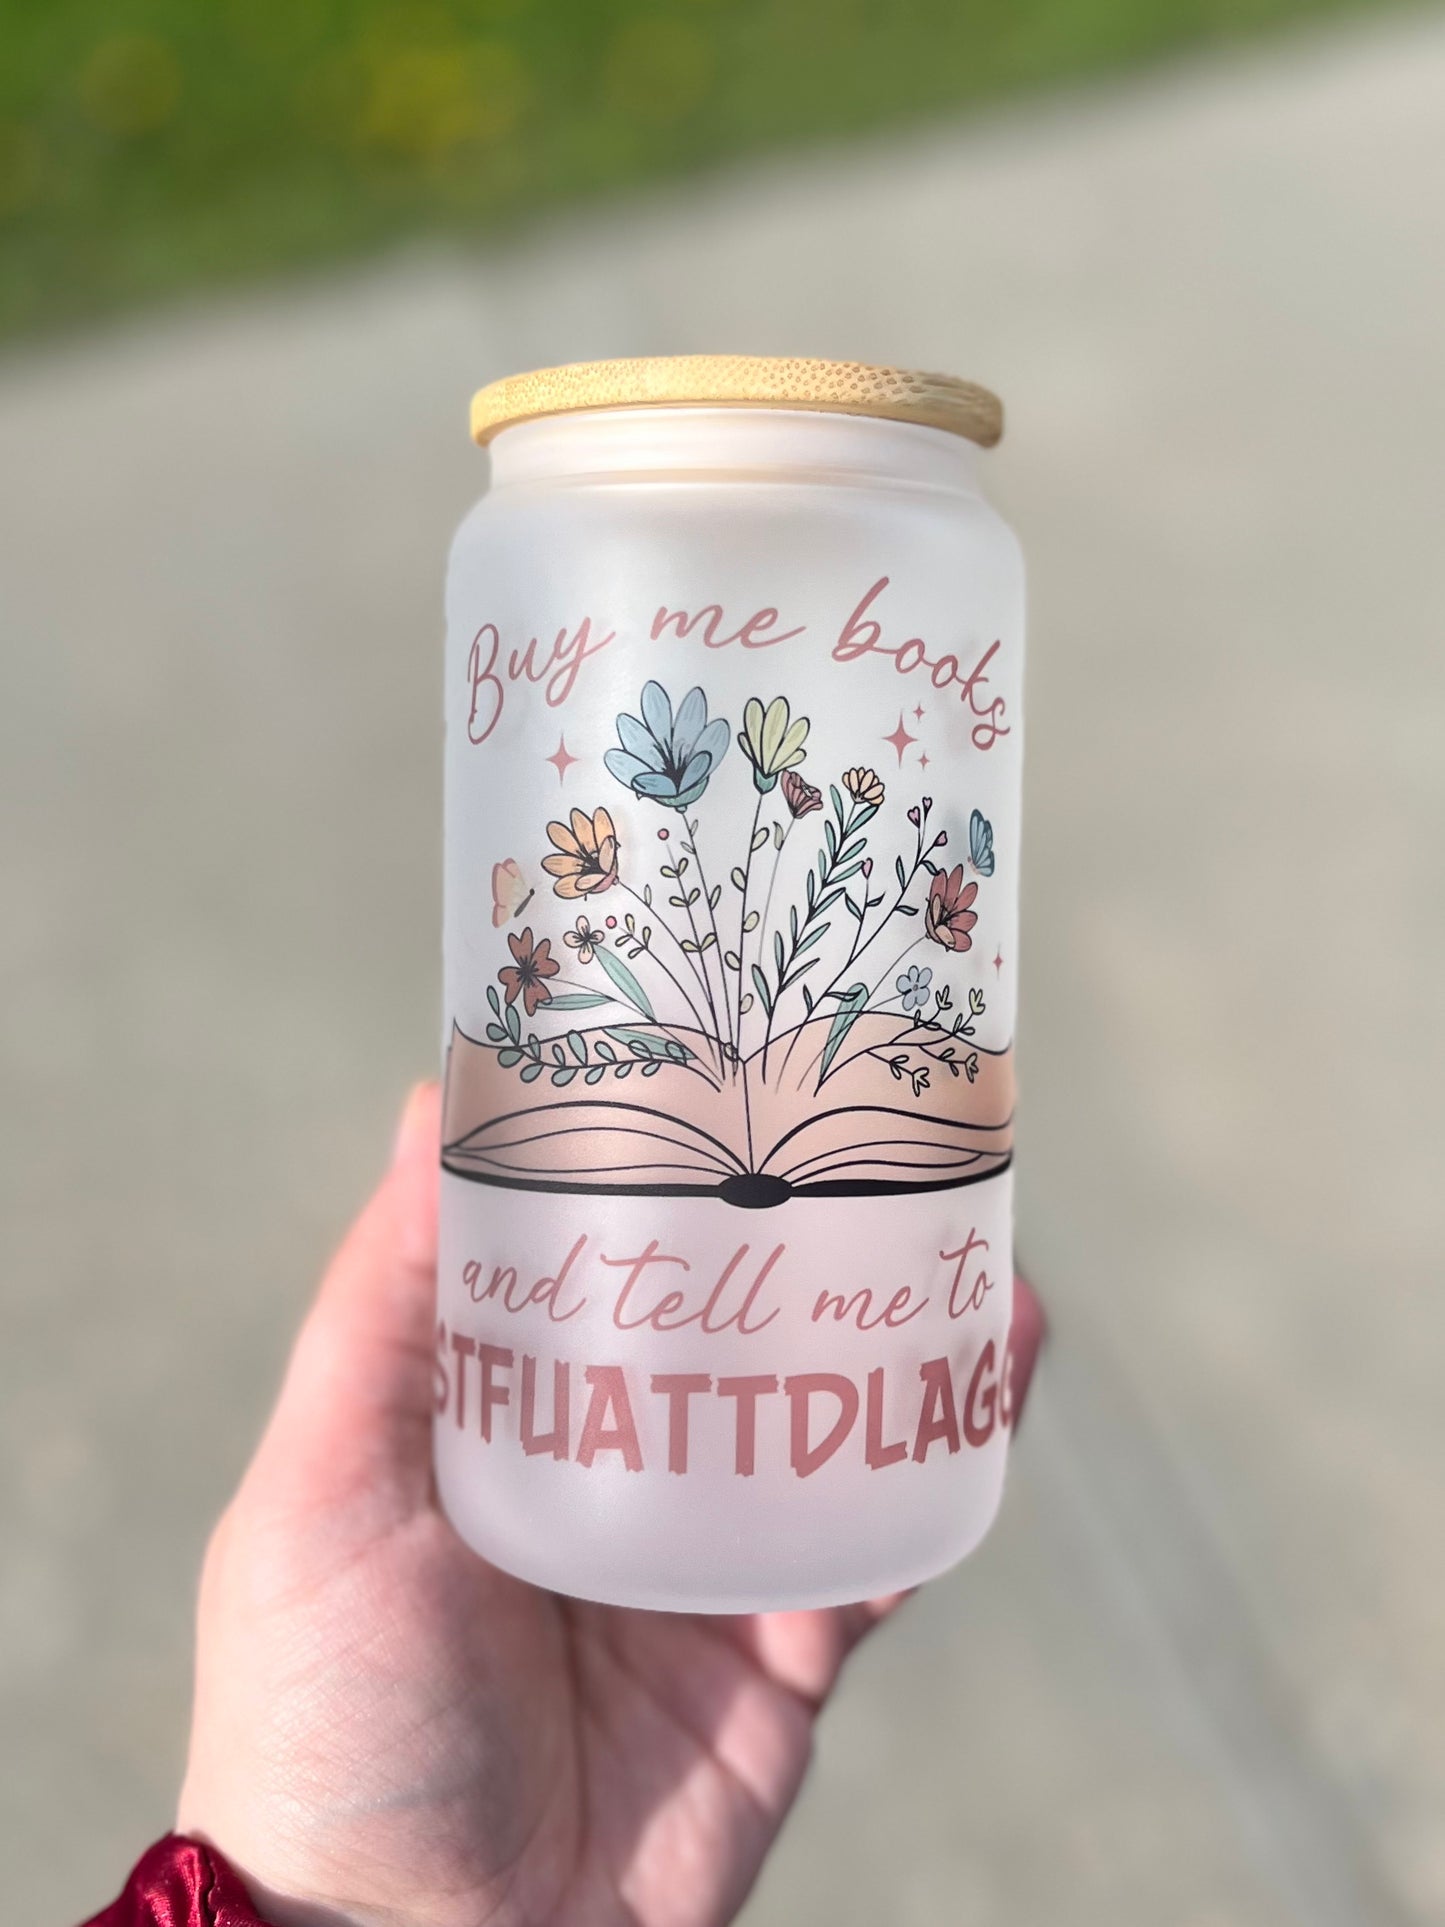 Buy me books
and tell me to
STFUATTDLAGG